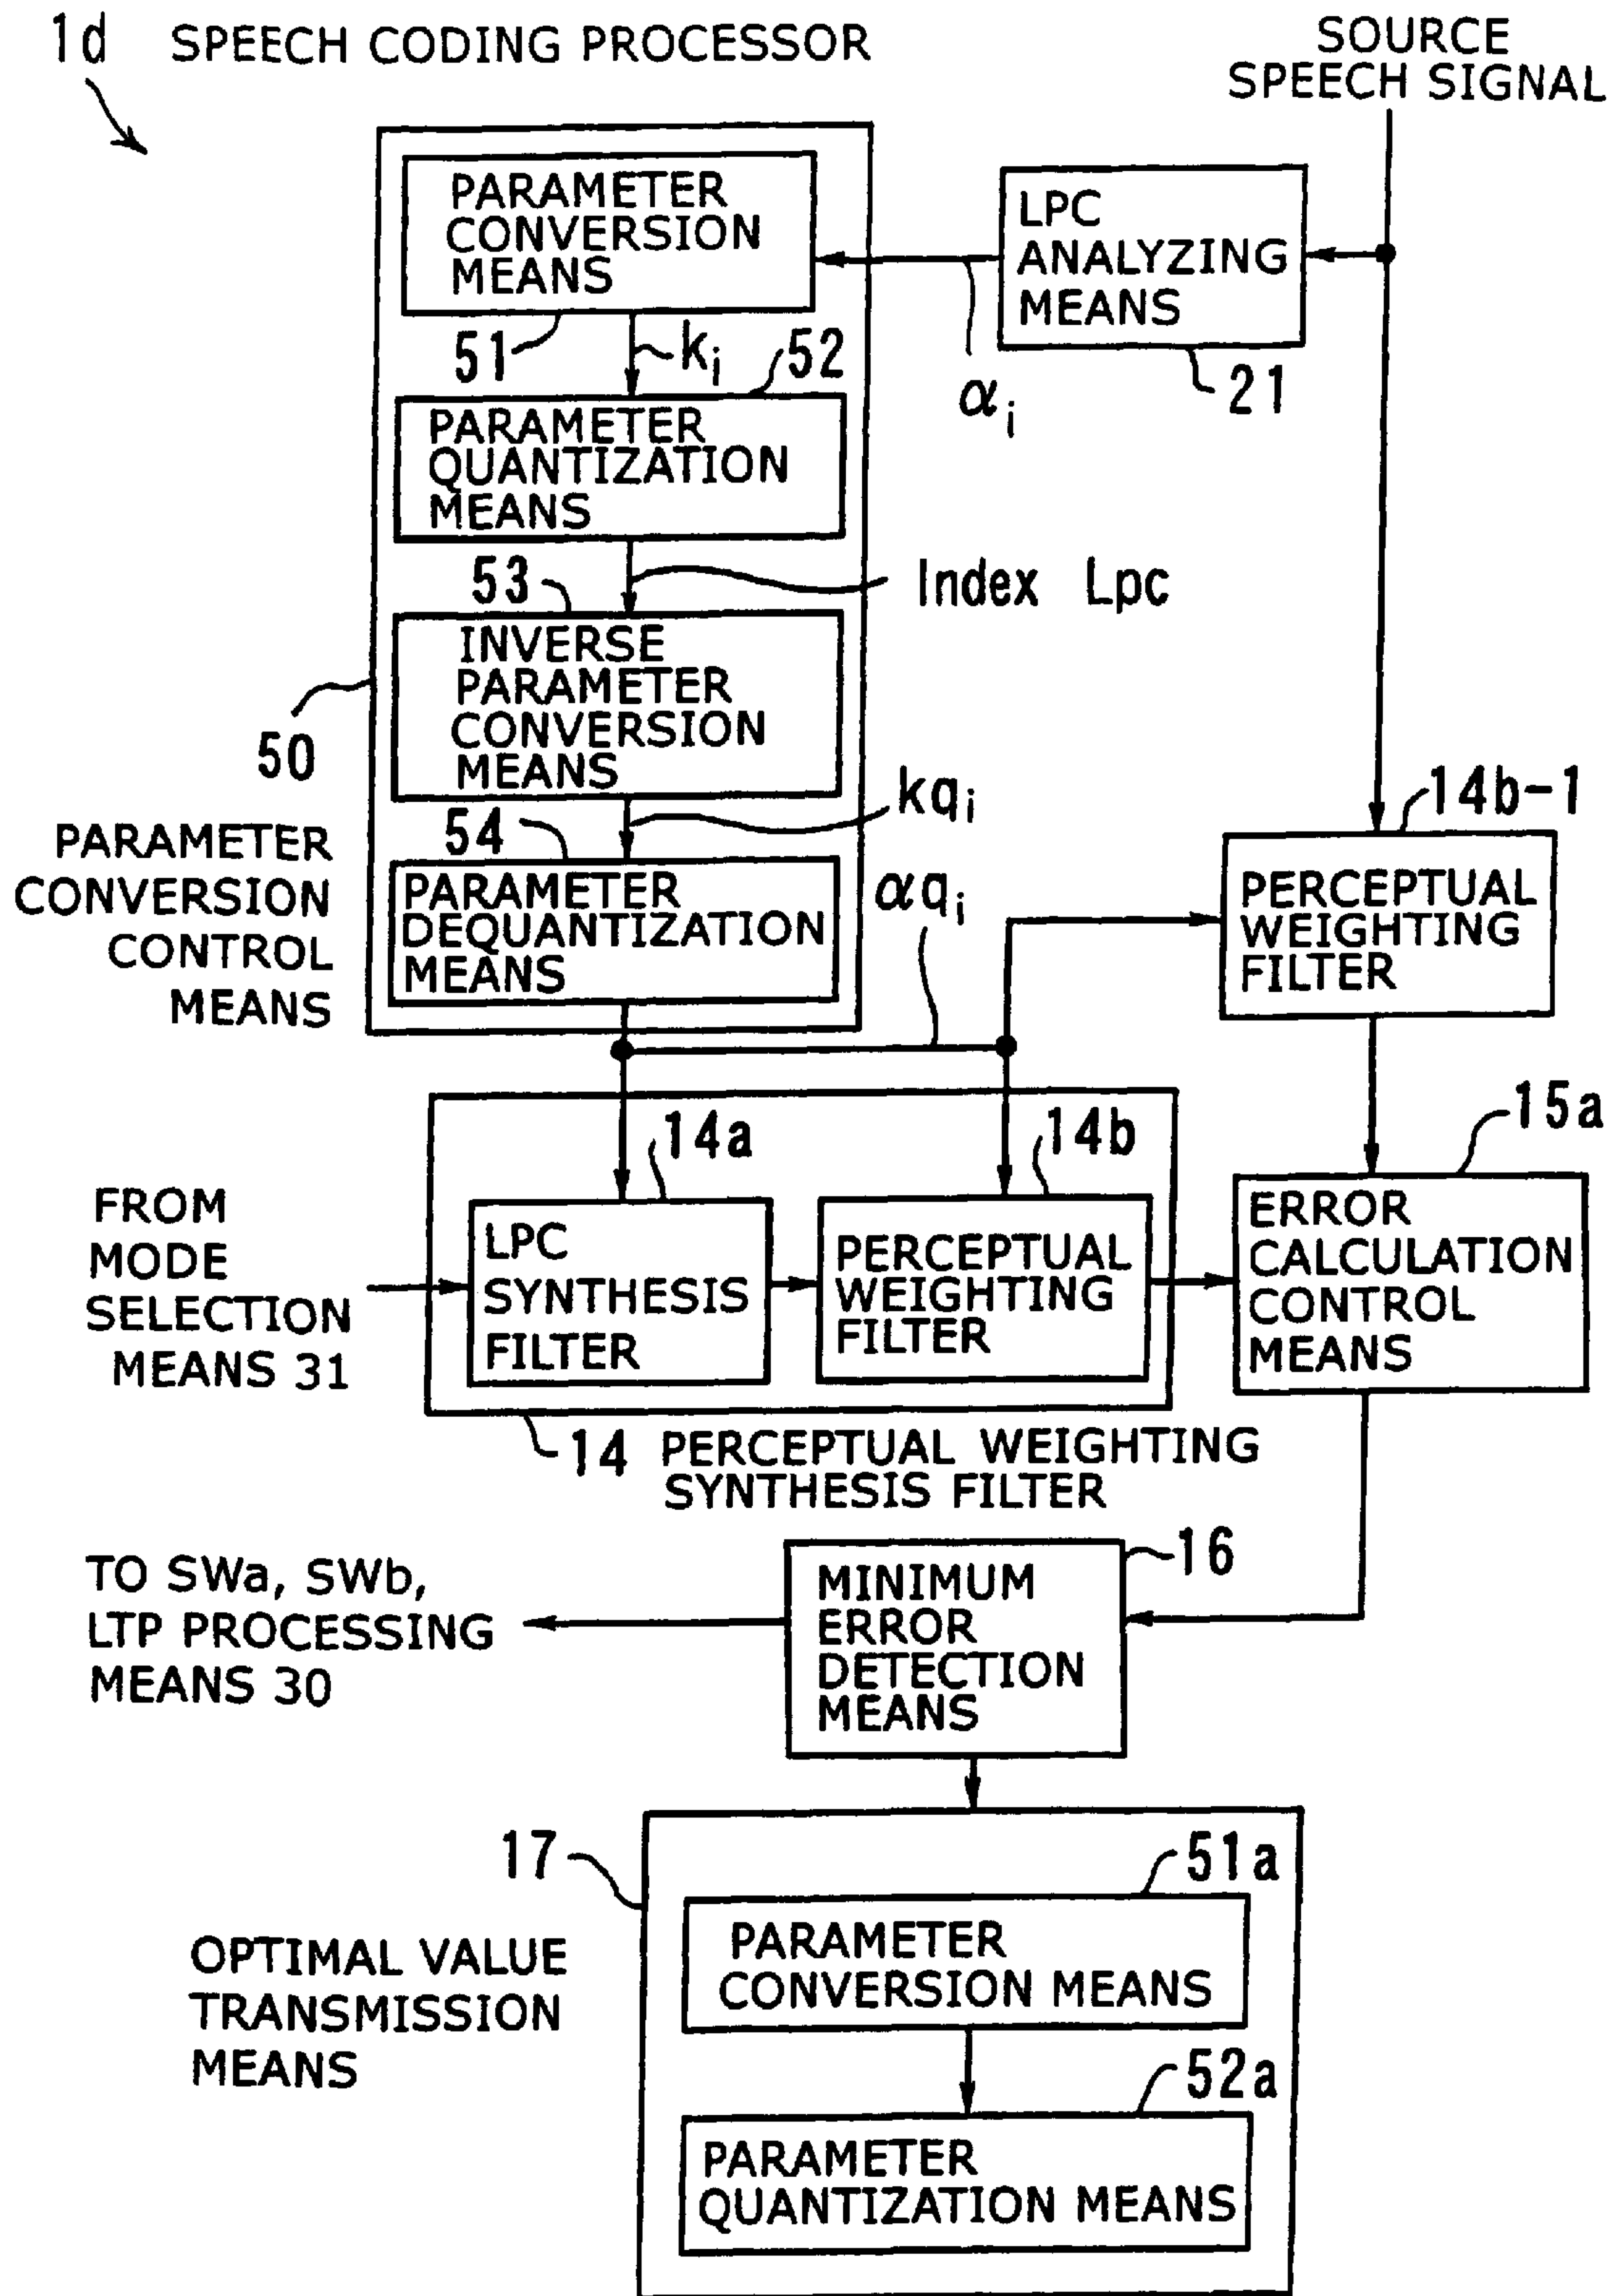 1d SPEECH CODING PROCESSOR
SOURCE
SPEECH SIGNAL
PARAMETER
CONVERSION
MEANS
LPC
ANALYZING
MEANS
51
ki
52
αi
21
PARAMETER
QUANTIZATION
MEANS
53
Index Lpc
INVERSE
PARAMETER
CONVERSION
MEANS
50
PARAMETER
CONVERSION
CONTROL
MEANS
kqi
54
14b-1
PARAMETER
DEQUANTIZATION
MEANS
αqi
PERCEPTUAL
WEIGHTING
FILTER
14a
14b
15a
FROM
MODE
SELECTION
MEANS 31
LPC
SYNTHESIS
FILTER
PERCEPTUAL
WEIGHTING
FILTER
ERROR
CALCULATION
CONTROL
MEANS
14 PERCEPTUAL WEIGHTING
SYNTHESIS FILTER
16
TO SWa, SWb,
LTP PROCESSING
MEANS 30
MINIMUM
ERROR
DETECTION
MEANS
17
51a
OPTIMAL VALUE
TRANSMISSION
MEANS
PARAMETER
CONVERSION MEANS
52a
PARAMETER
QUANTIZATION MEANS